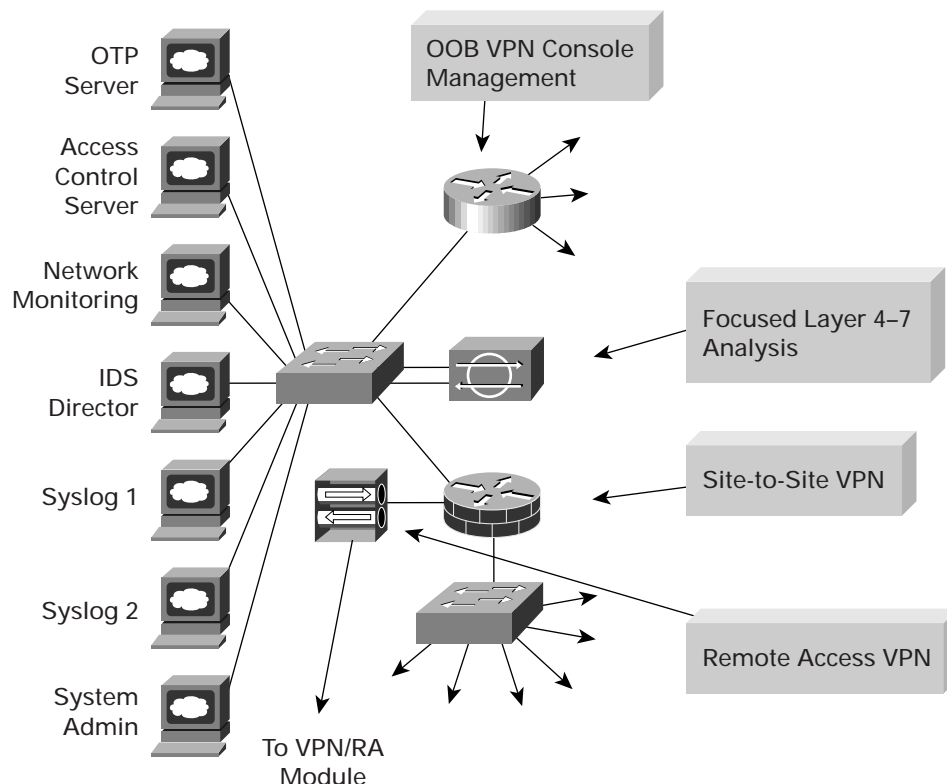 OTP
Server
Access
Control
Server
Network
Monitoring
IDS
Director
Syslog 1
Syslog 2
System
Admin
OOB VPN Console
Management
Focused Layer 4–7
Analysis
Site-to-Site VPN
Remote Access VPN
To VPN/RA
Module